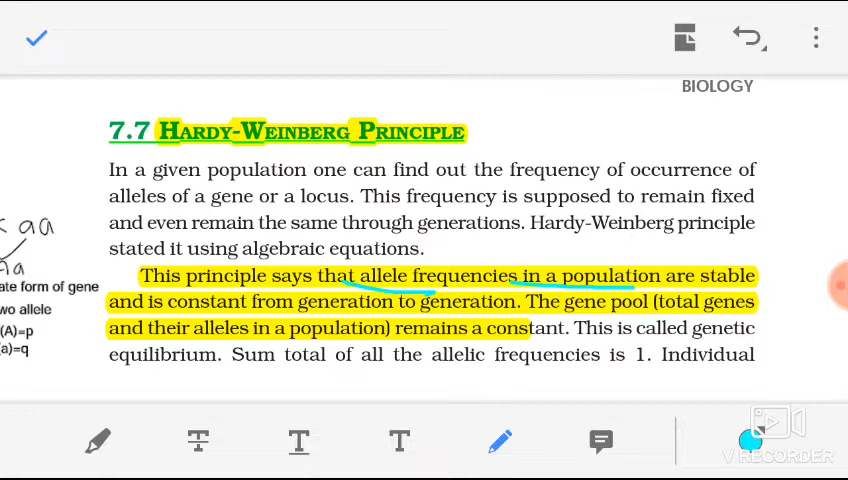 BIOLOGY
7.7 HARDY-WEINBERG PRINCIPLE
In a given population one can find out the frequency of occurrence of
alleles of a gene or a locus. This frequency is supposed to remain fixed
and even remain the same through generations. Hardy-Weinberg principle
stated it using algebraic equations.
This principle says that allele frequencies in a population are stable
and is constant from generation to generation. The gene pool (total genes
and their alleles in a population) remains a constant. This is called genetic
equilibrium. Sum total of all the allelic frequencies is 1. Individual
aa
ate form of gene
wo allele
(A)=p
(a)=q
T
T
T
V RECORDER